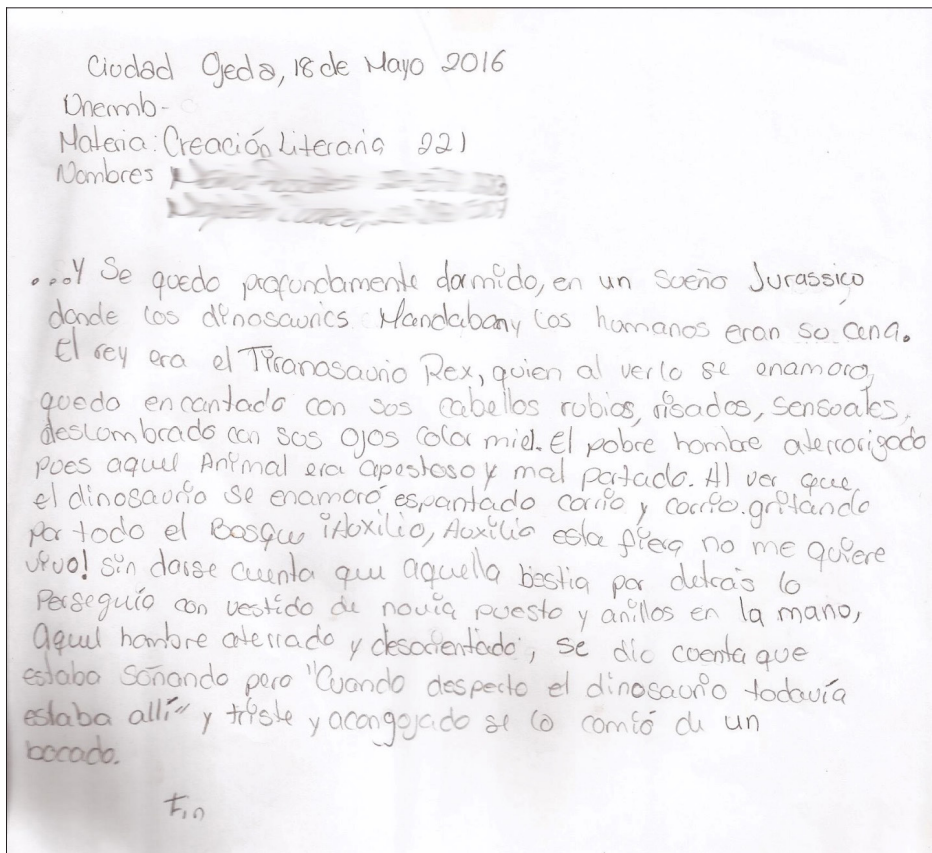 Ciudad Ojeda, 18 de Mayo 2016
Unermb-
Materia: Creación Literaria 221
Nombres
...Y Se quedo profundamente dormido, en un sueño Jurassico
donde los dinosaurios Mandaban y los humanos eran su cena.
El rey era el Tiranosaurio Rex, quien al verlo se enamoro,
quedo encantado con sus cabellos rubios, risados, sensuales,
deslumbrado con sus ojos color miel. El pobre hombre aterrorigado
pues aquel Animal era apestoso y mal portado. Al ver que
el dinosaurio se enamoró espantado corrio y corrio. gritando
por todo el Bosque ¡Auxilio, Auxilio esta fiera no me quiere
vivo! sin darse cuenta que aquella bestia por detrás lo
Perseguía con vestido de novia puesto y anillos en la mano,
aquel hombre aterrado y desorientado, se dio cuenta que
estaba soñando pero "Cuando desperto el dinosaurio todavía
estaba allí" y triste y acongojado se lo comió de un
bocado.
Fin